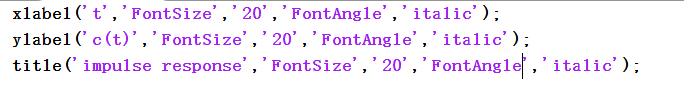 xlabel('t','FontSize','20','FontAngle','italic');
ylabel('c(t)','FontSize','20','FontAngle','italic');
title('impulse response','FontSize','20','FontAngle','italic');